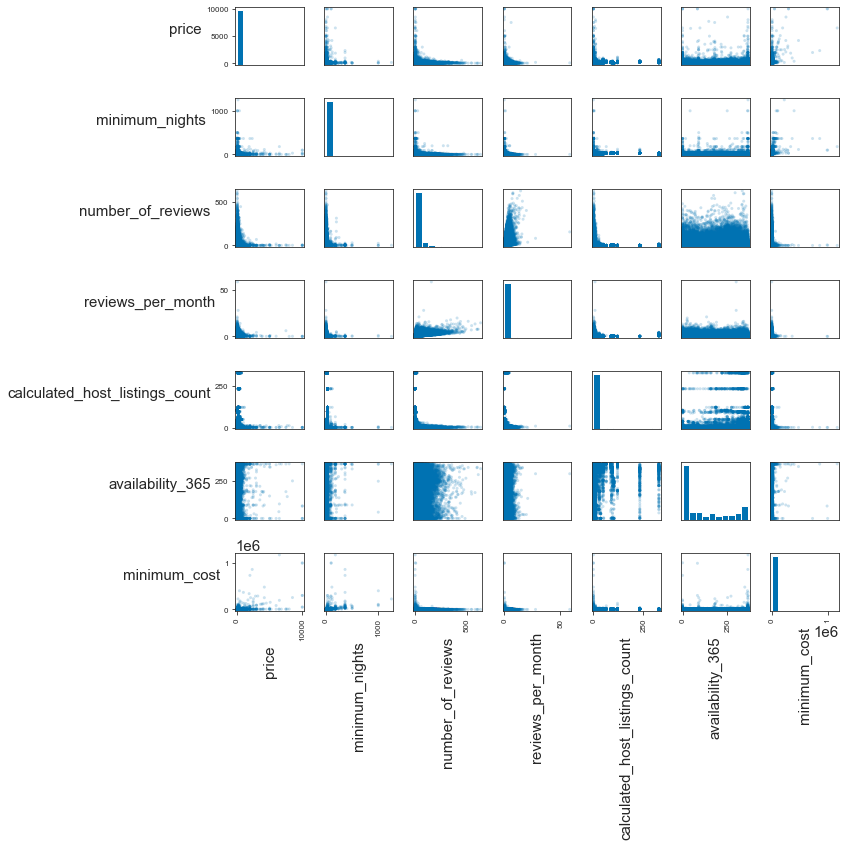 price
10000
5000
0
minimum_nights
1000
0
number_of_reviews
500
0
reviews_per_month
50
0
calculated_host_listings_count
250
0
availability_365
250
0
1e6
minimum_cost
1
0
0
10000
0
1000
0
500
0
50
0
250
0
250
0
1
1e6
price
minimum_nights
number_of_reviews
reviews_per_month
calculated_host_listings_count
availability_365
minimum_cost